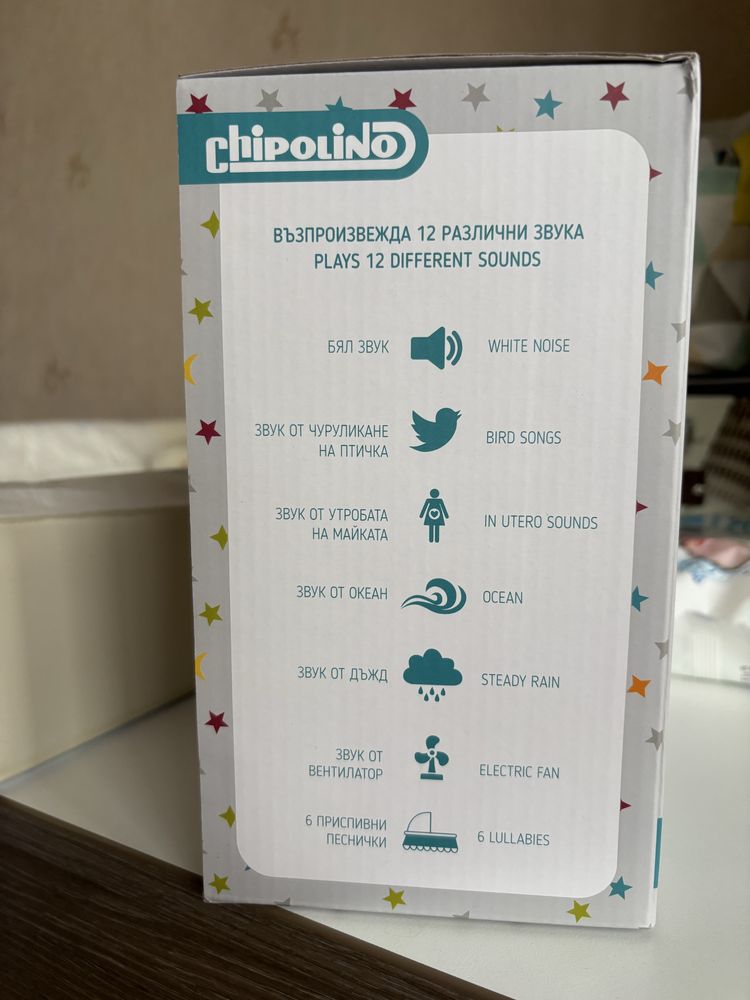 Chipolino
ВЪЗПРОИЗВЕЖДА 12 РАЗЛИЧНИ ЗВУКА
PLAYS 12 DIFFERENT SOUNDS
БЯЛ ЗВУК
WHITE NOISE
ЗВУК ОТ ЧУРУЛИКАНЕ
НА ПТИЧКА
BIRD SONGS
ЗВУК ОТ УТРОБАТА
НА МАЙКАТА
IN UTERO SOUNDS
ЗВУК ОТ ОКЕАН
OCEAN
ЗВУК ОТ ДЪЖД
STEADY RAIN
ЗВУК ОТ
ВЕНТИЛАТОР
ELECTRIC FAN
6 ПРИСПИВНИ
ПЕСНИЧКИ
6 LULLABIES